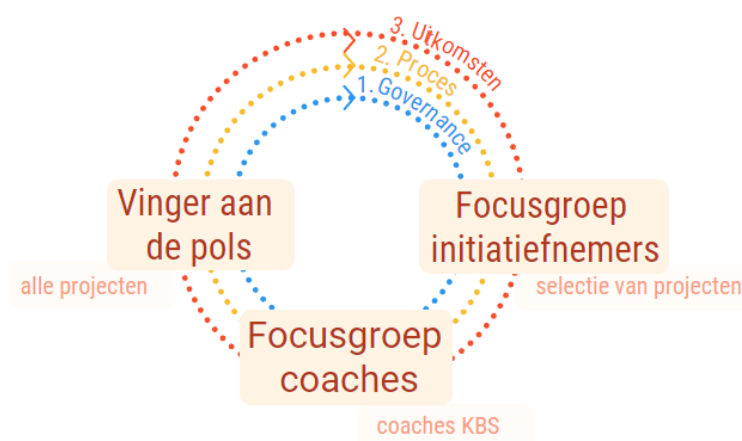 3. Uitkomsten
2. Proces
1. Governance
Vinger aan
de pols
Focusgroep
initiatiefnemers
alle projecten
selectie van projecten
Focusgroep
coaches
coaches KBS